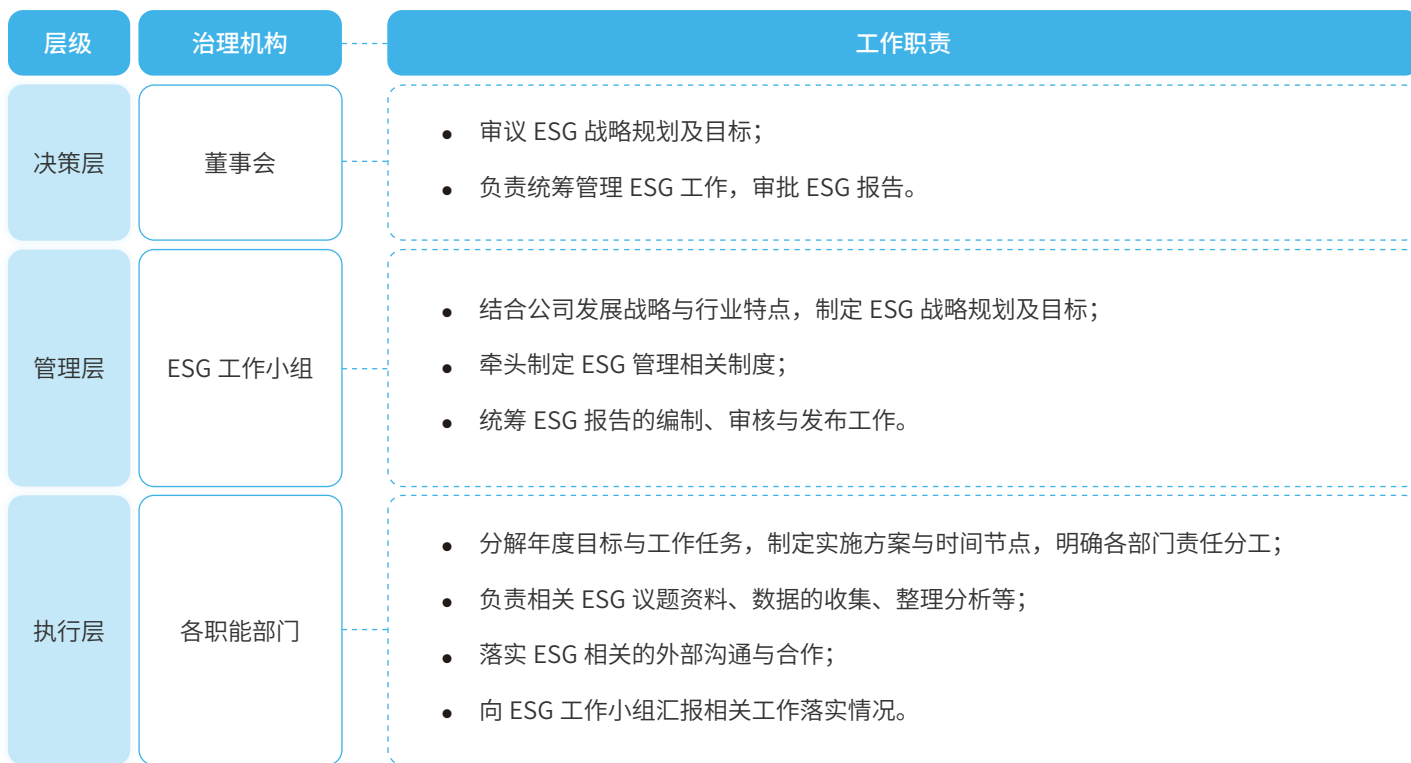 层级 治理机构 工作职责
决策层 董事会
● 审议 ESG 战略规划及目标；
● 负责统筹管理 ESG 工作，审批 ESG 报告。
管理层 ESG 工作小组
● 结合公司发展战略与行业特点，制定 ESG 战略规划及目标；
● 牵头制定 ESG 管理相关制度；
● 统筹 ESG 报告的编制、审核与发布工作。
执行层 各职能部门
● 分解年度目标与工作任务，制定实施方案与时间节点，明确各部门责任分工；
● 负责相关 ESG 议题资料、数据的收集、整理分析等；
● 落实 ESG 相关的外部沟通与合作；
● 向 ESG 工作小组汇报相关工作落实情况。